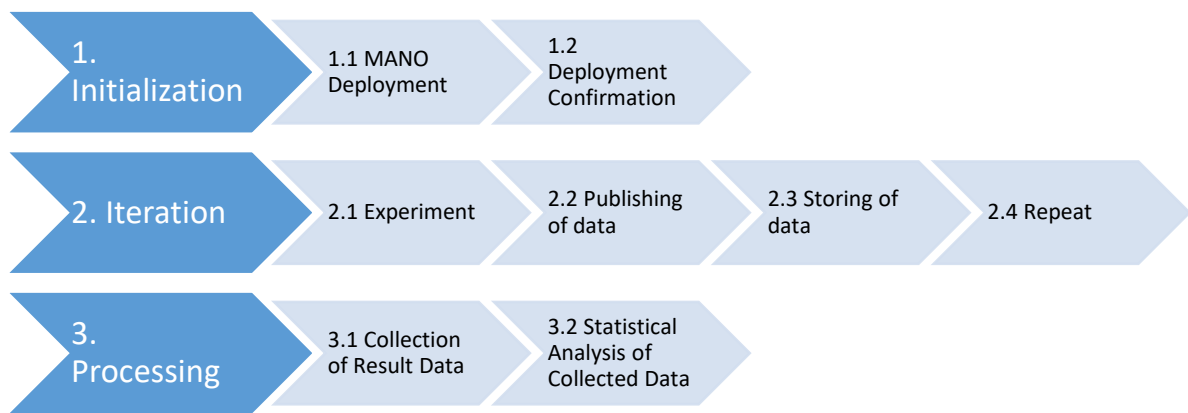 1.
Initialization
1.1 MANO
Deployment
1.2
Deployment
Confirmation
2. Iteration
2.1 Experiment
2.2 Publishing
of data
2.3 Storing of
data
2.4 Repeat
3.
Processing
3.1 Collection
of Result Data
3.2 Statistical
Analysis of
Collected Data